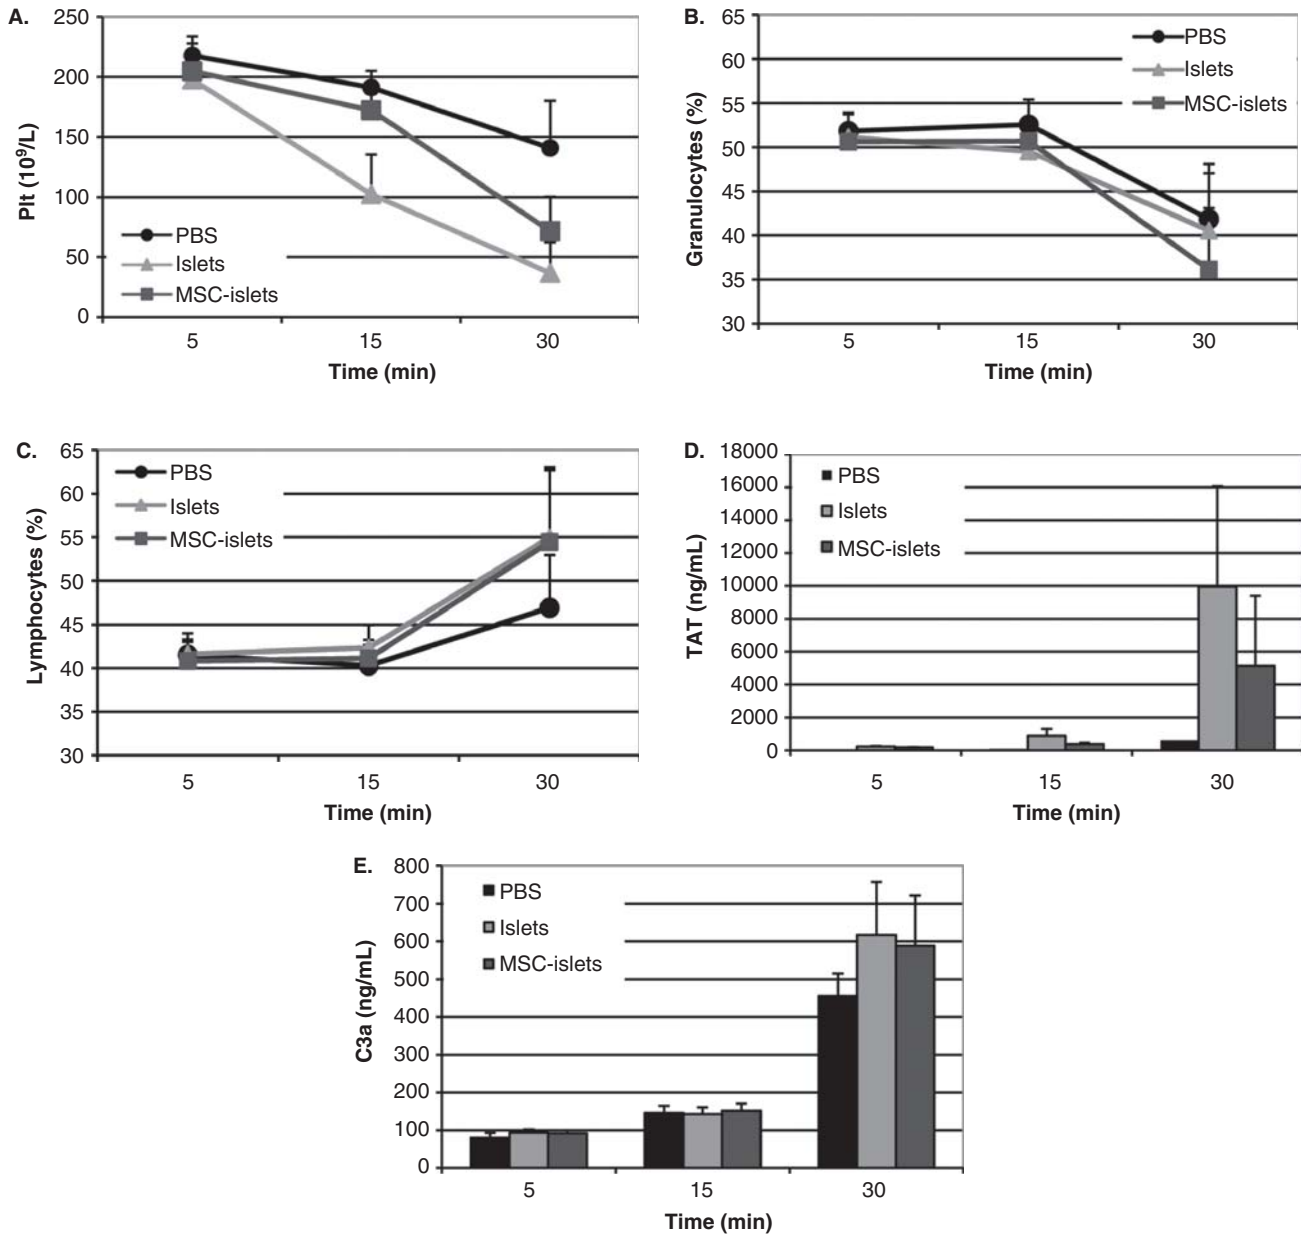 A.
250
200
150
100
50
0
Plt (10⁹/L)
PBS
Islets
MSC-islets
5 15 30
Time (min)
B.
65
60
55
50
45
40
35
30
Granulocytes (%)
PBS
Islets
MSC-islets
5 15 30
Time (min)
C.
65
60
55
50
45
40
35
30
Lymphocytes (%)
PBS
Islets
MSC-islets
5 15 30
Time (min)
D.
18000
16000
14000
12000
10000
8000
6000
4000
2000
0
TAT (ng/mL)
PBS
Islets
MSC-islets
5 15 30
Time (min)
E.
800
700
600
500
400
300
200
100
0
C3a (ng/mL)
PBS
Islets
MSC-islets
5 15 30
Time (min)